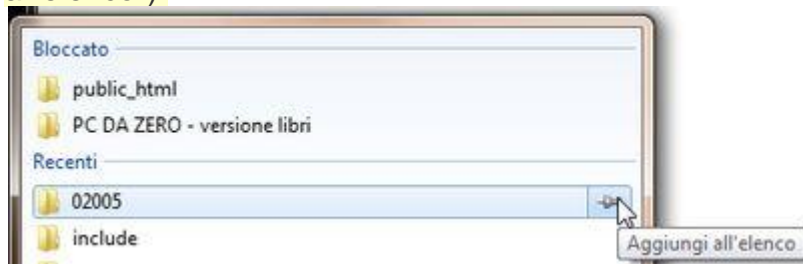 Bloccato
public_html
PC DA ZERO - versione libri
Recenti
02005
include
Aggiungi all'elenco